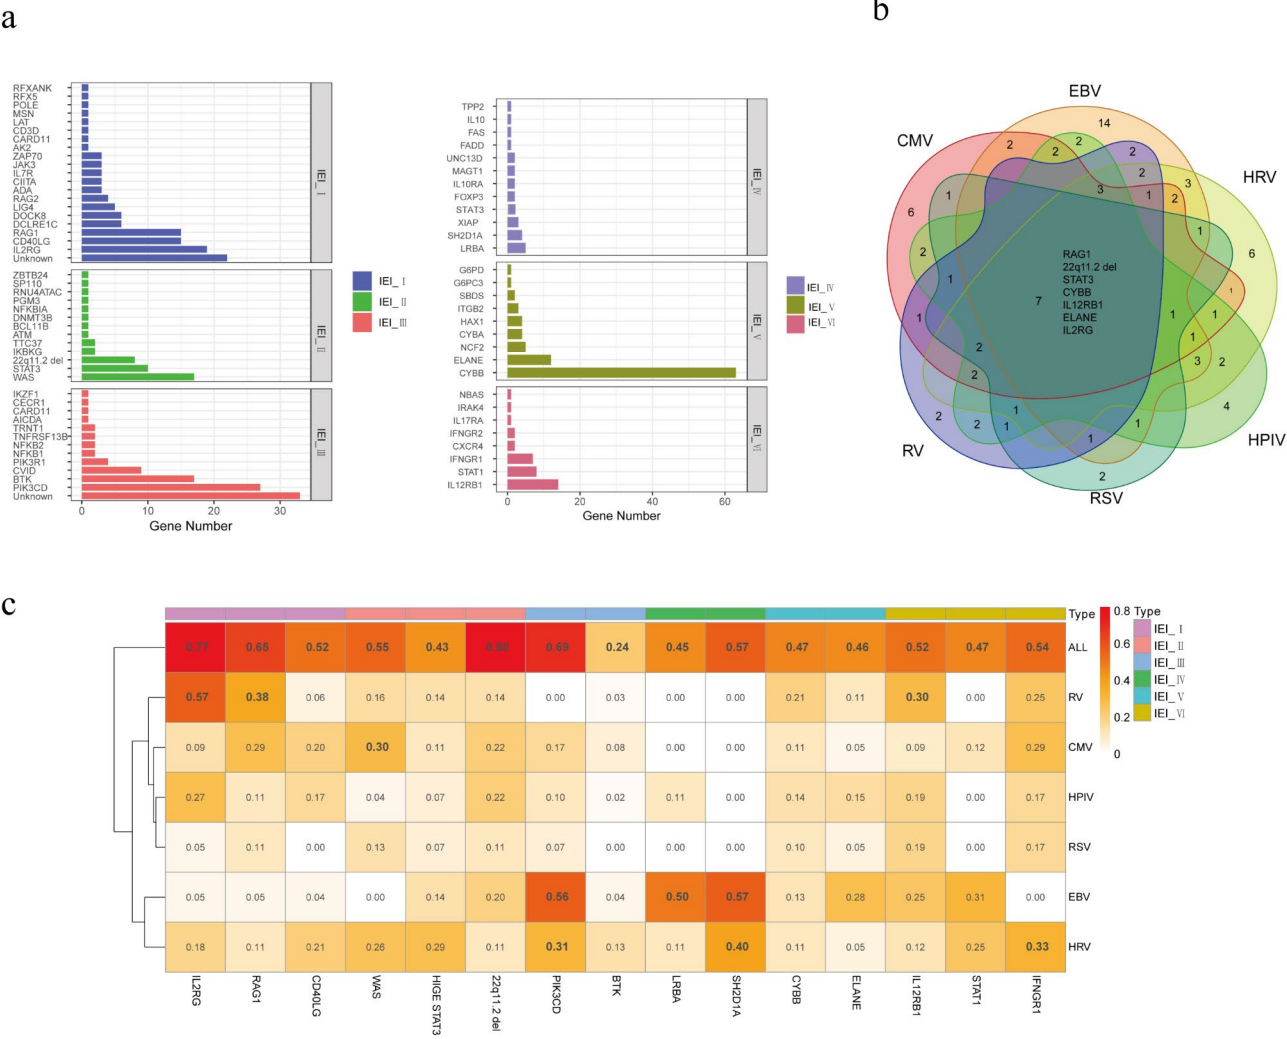 a
RFXANK
RFX5
POLE
MSN
LAT
CD3D
CARD11
AK2
ZAP70
JAK3
IL7R
CIITA
ADA
RAG2
LIG4
DOCK8
DCLRE1C
RAG1
CD40LG
IL2RG
Unknown
IEI_Ⅰ
ZBTB24
SP110
RNU4ATAC
PGM3
NFKBIA
DNMT3B
BCL11B
ATM
TTC37
IKBKG
22q11.2 del
STAT3
WAS
IEI_Ⅱ
IKZF1
CECR1
CARD11
AICDA
TRNT1
TNFRSF13B
NFKB2
NFKB1
PIK3R1
CVID
BTK
PIK3CD
Unknown
IEI_Ⅲ
0 10 20 30
Gene Number
IEI_Ⅰ
IEI_Ⅱ
IEI_Ⅲ
TPP2
IL10
FAS
FADD
UNC13D
MAGT1
IL10RA
FOXP3
STAT3
XIAP
SH2D1A
LRBA
IEI_Ⅳ
G6PD
G6PC3
SBDS
ITGB2
HAX1
CYBA
NCF2
ELANE
CYBB
IEI_Ⅴ
NBAS
IRAK4
IL17RA
IFNGR2
CXCR4
IFNGR1
STAT1
IL12RB1
IEI_Ⅵ
0 20 40 60
Gene Number
IEI_Ⅳ
IEI_Ⅴ
IEI_Ⅵ
b
EBV
CMV
HRV
HPIV
RSV
RV
14
2
2
2
2
2
3
3
1
2
1
1
6
6
2
1
7
RAG1
22q11.2 del
STAT3
CYBB
IL12RB1
ELANE
IL2RG
1
1
1
1
1
2
2
3
2
2
2
1
1
1
1
4
2
c
Type
ALL 0.77 0.65 0.52 0.55 0.43 0.69 0.24 0.45 0.57 0.47 0.46 0.52 0.47 0.54
RV 0.57 0.38 0.06 0.16 0.14 0.14 0.00 0.03 0.00 0.00 0.21 0.11 0.30 0.00 0.25
CMV 0.09 0.29 0.20 0.30 0.11 0.22 0.17 0.08 0.00 0.00 0.11 0.05 0.09 0.12 0.29
HPIV 0.27 0.11 0.17 0.04 0.07 0.22 0.10 0.02 0.11 0.00 0.14 0.15 0.19 0.00 0.17
RSV 0.05 0.11 0.00 0.13 0.07 0.11 0.07 0.00 0.00 0.00 0.10 0.05 0.19 0.00 0.17
EBV 0.05 0.05 0.04 0.00 0.14 0.20 0.56 0.04 0.50 0.57 0.13 0.28 0.25 0.31 0.00
HRV 0.18 0.11 0.21 0.26 0.29 0.11 0.31 0.13 0.11 0.40 0.11 0.05 0.12 0.25 0.33
IL2RG RAG1 CD40LG WAS HIGE STAT3 22q11.2 del PIK3CD BTK LRBA SH2D1A CYBB ELANE IL12RB1 STAT1 IFNGR1
0.8
0.6
0.4
0.2
0
Type
IEI_Ⅰ
IEI_Ⅱ
IEI_Ⅲ
IEI_Ⅳ
IEI_Ⅴ
IEI_Ⅵ